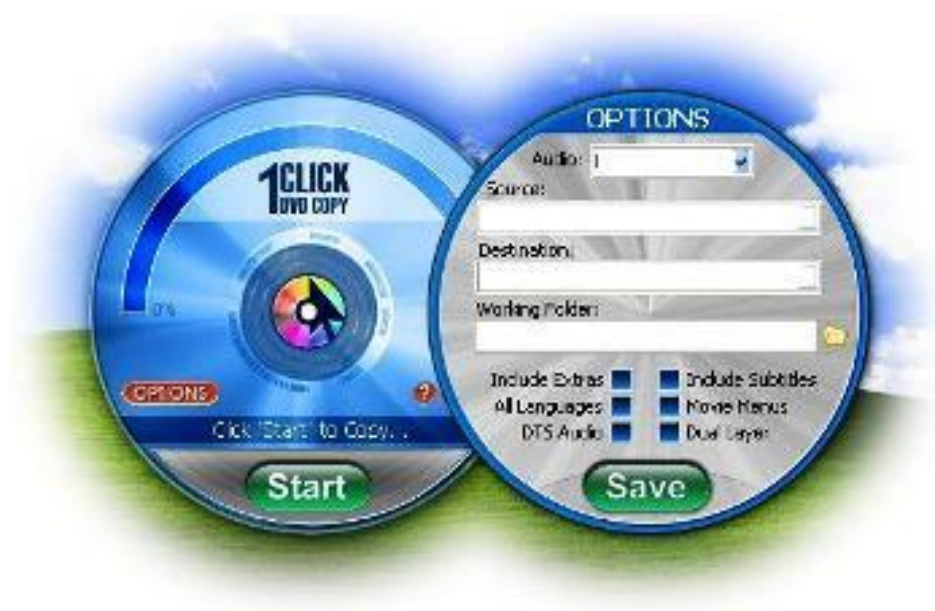 1CLICK
DVD COPY
0%
OPTIONS
?
Click 'Start' to Copy...
Start
OPTIONS
Audio:
Source:
...
Destination:
...
Working Folder:
Include Extras
Include Subtitles
All Languages
Movie Menus
DTS Audio
Dual Layer
Save